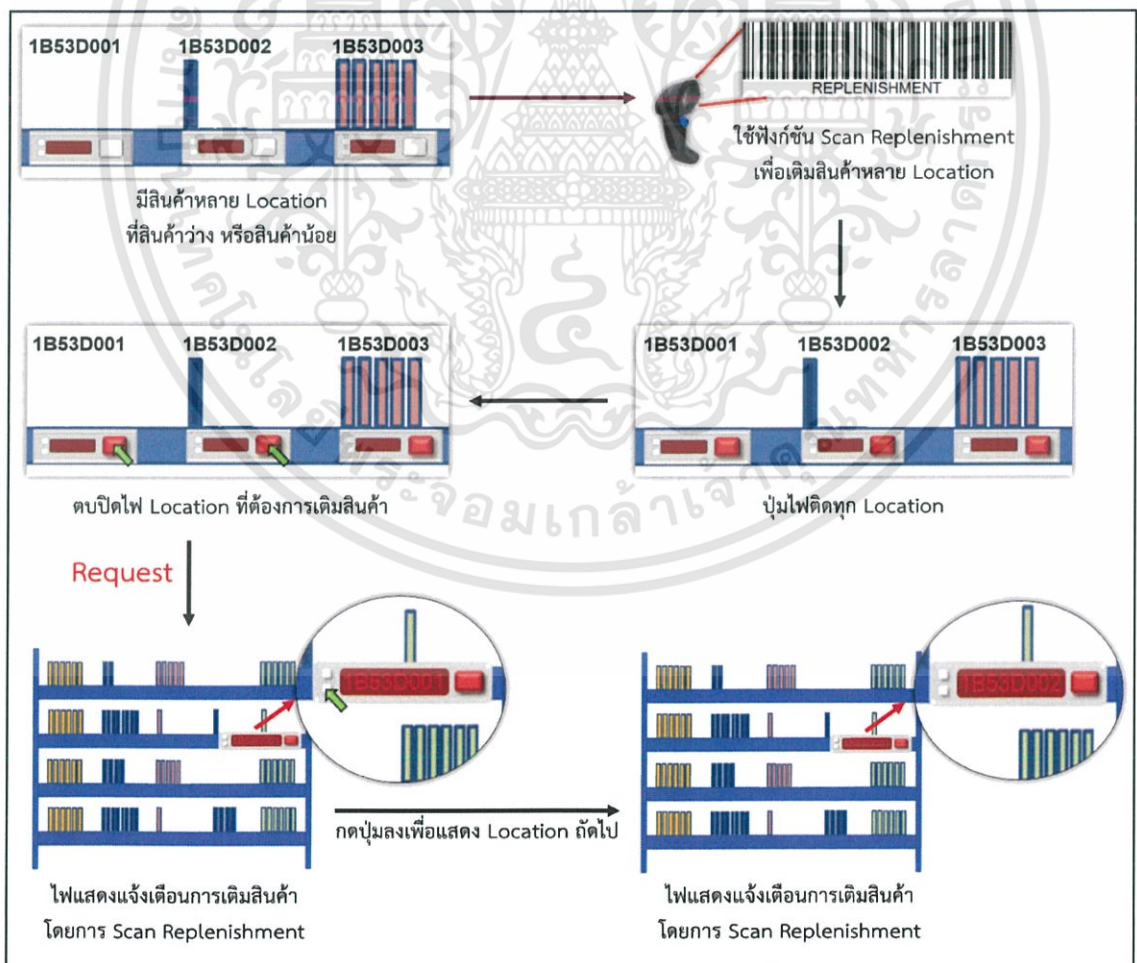 1B53D001 1B53D002 1B53D003
REPLENISHMENT
มีสินค้าหลาย Location
ที่สินค้าว่าง หรือสินค้าน้อย
ใช้ฟังก์ชัน Scan Replenishment
เพื่อเติมสินค้าหลาย Location
1B53D001 1B53D002 1B53D003
ปุ่มไฟติดทุก Location
1B53D001 1B53D002 1B53D003
ตบปิดไฟ Location ที่ต้องการเติมสินค้า
Request
1B53D001
ไฟแสดงแจ้งเตือนการเติมสินค้า
โดยการ Scan Replenishment
กดปุ่มลงเพื่อแสดง Location ถัดไป
1B53D002
ไฟแสดงแจ้งเตือนการเติมสินค้า
โดยการ Scan Replenishment